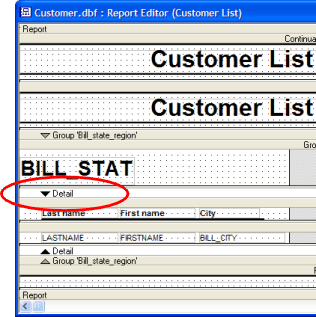 Customer.dbf : Report Editor (Customer List)
Report
Continua
Customer List
Customer List
Group 'Bill_state_region'
Gro
BILL_STAT
Detail
Last name First name City
LASTNAME FIRSTNAME BILL_CITY
Detail
Group 'Bill_state_region'
Report